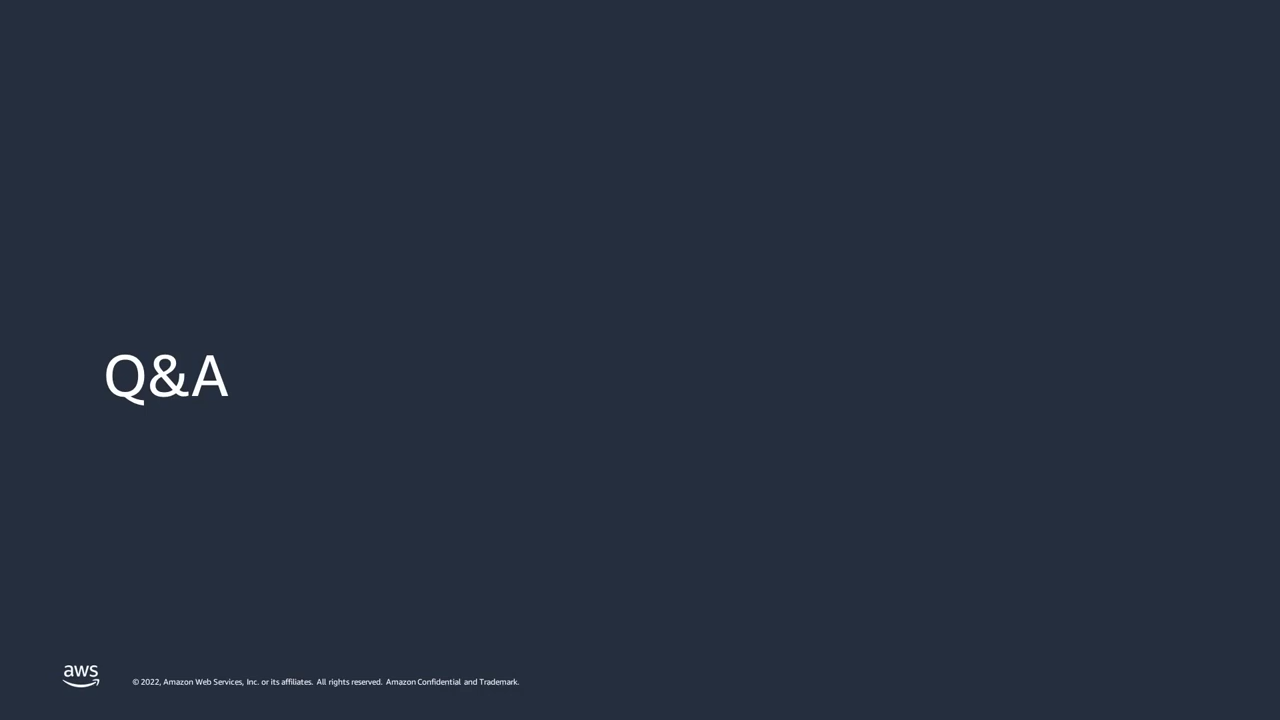 Q&A
aws
© 2022, Amazon Web Services, Inc. or its affiliates. All rights reserved. Amazon Confidential and Trademark.